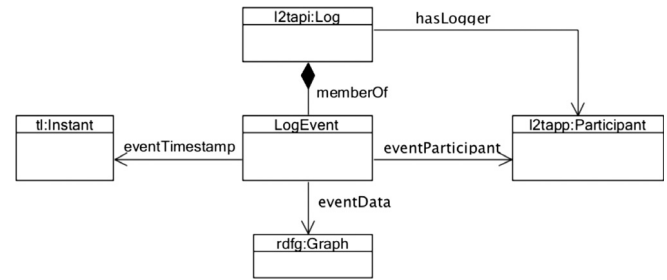 l2tapi:Log
hasLogger
memberOf
tl:Instant
LogEvent
l2tapp:Participant
eventTimestamp
eventParticipant
eventData
rdfg:Graph